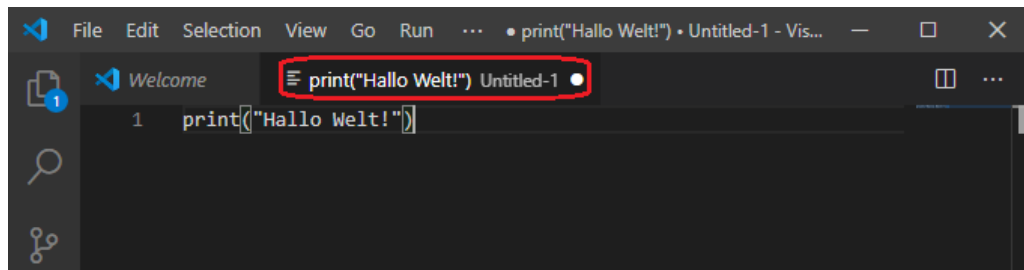 File Edit Selection View Go Run ··· ● print("Hallo Welt!") • Untitled-1 - Vis...
Welcome print("Hallo Welt!") Untitled-1 ●
1 print("Hallo Welt!")
1